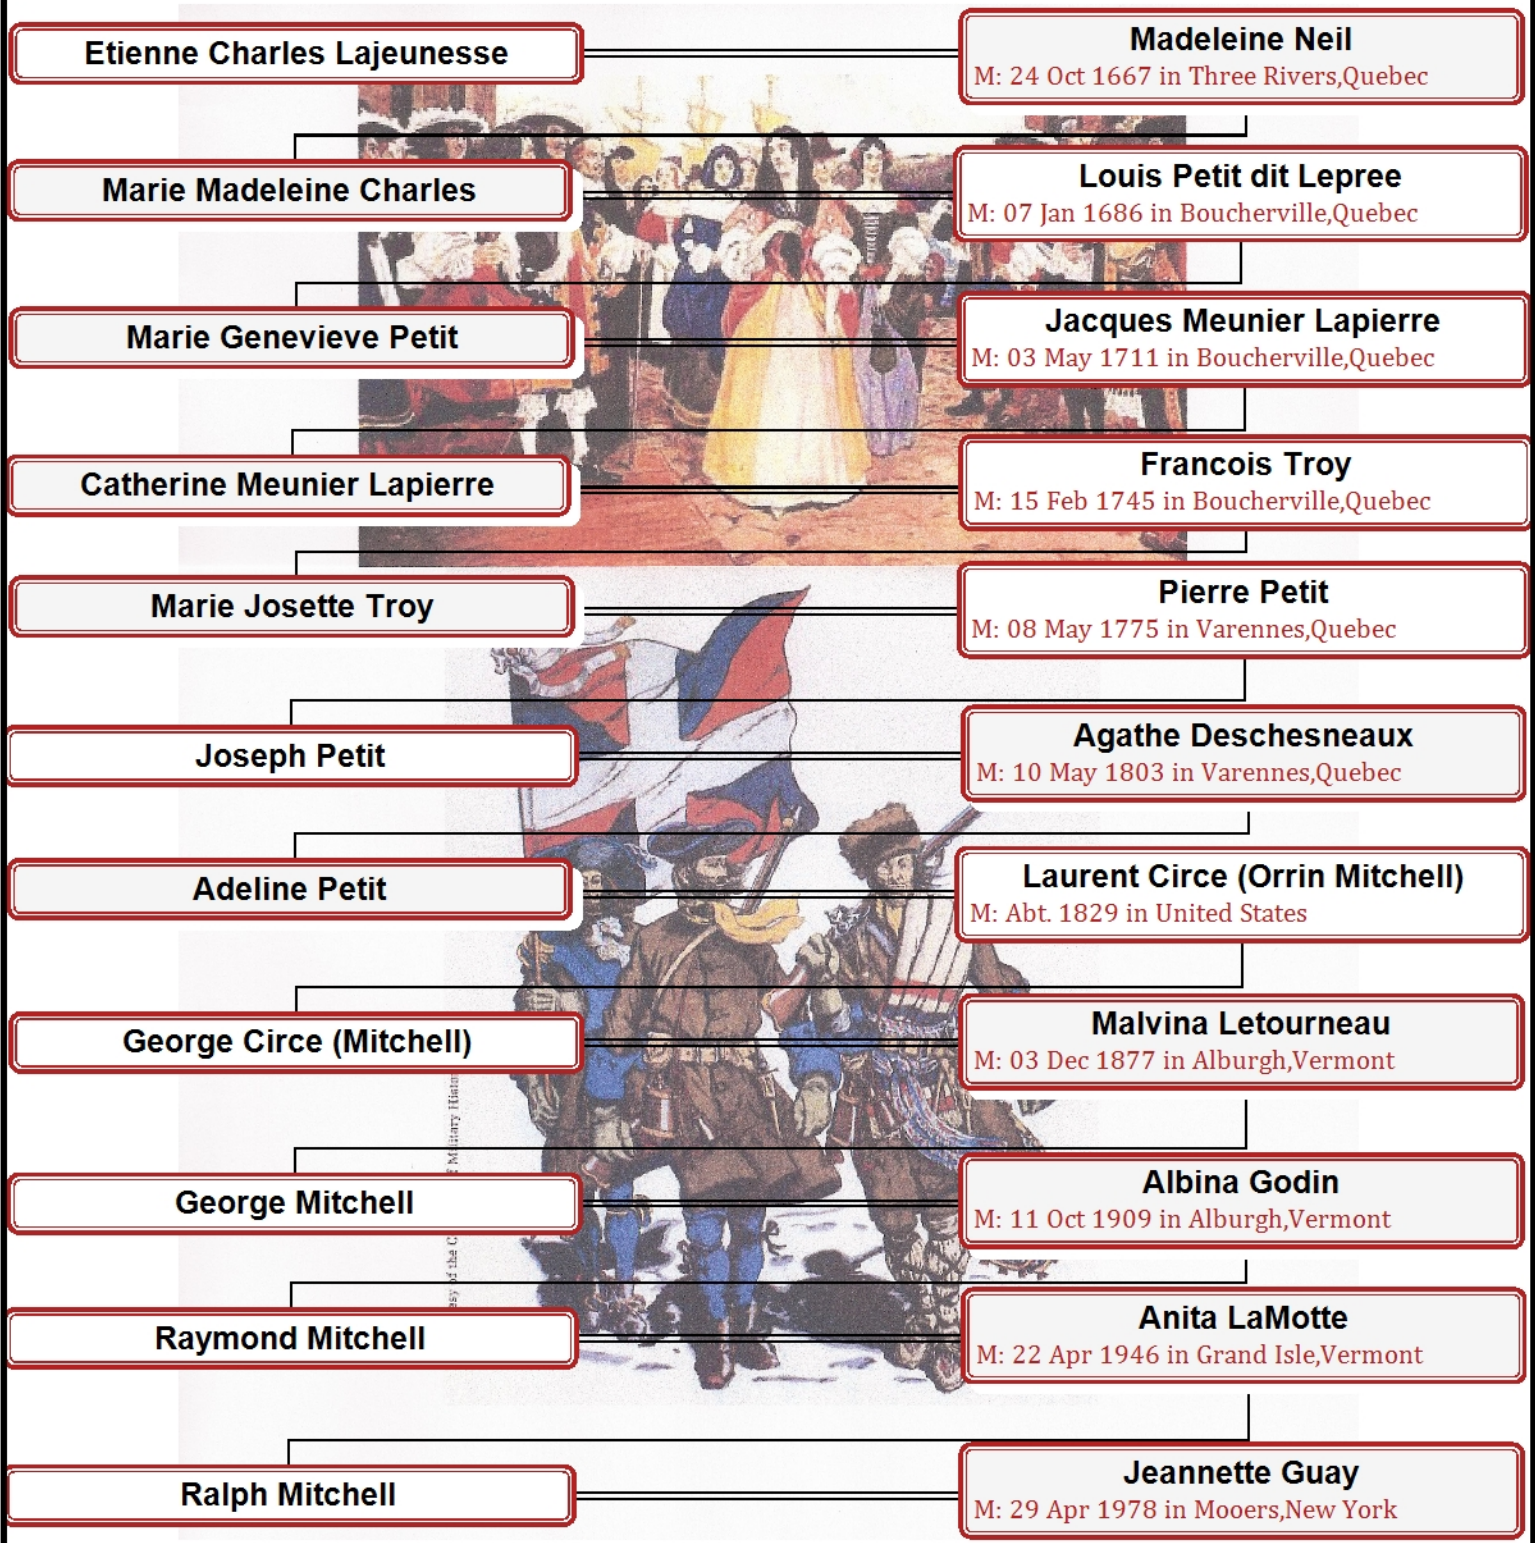 Etienne Charles Lajeunesse
Madeleine Neil
M: 24 Oct 1667 in Three Rivers,Quebec
Marie Madeleine Charles
Louis Petit dit Lepree
M: 07 Jan 1686 in Boucherville,Quebec
Marie Genevieve Petit
Jacques Meunier Lapierre
M: 03 May 1711 in Boucherville,Quebec
Catherine Meunier Lapierre
Francois Troy
M: 15 Feb 1745 in Boucherville,Quebec
Marie Josette Troy
Pierre Petit
M: 08 May 1775 in Varennes,Quebec
Joseph Petit
Agathe Deschesneaux
M: 10 May 1803 in Varennes,Quebec
Adeline Petit
Laurent Circe (Orrin Mitchell)
M: Abt. 1829 in United States
George Circe (Mitchell)
Malvina Letourneau
M: 03 Dec 1877 in Alburgh,Vermont
George Mitchell
Albina Godin
M: 11 Oct 1909 in Alburgh,Vermont
Raymond Mitchell
Anita LaMotte
M: 22 Apr 1946 in Grand Isle,Vermont
Ralph Mitchell
Jeannette Guay
M: 29 Apr 1978 in Mooers,New York
of the
Military